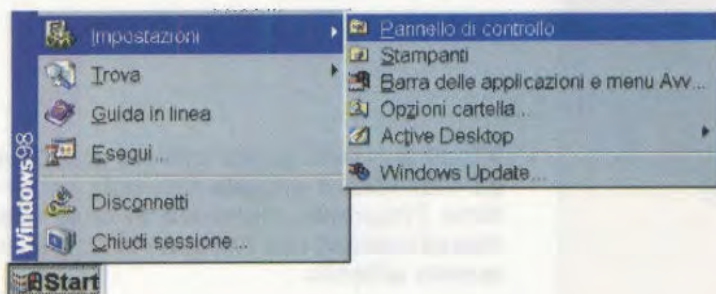 Impostazioni
Trova
Guida in linea
Esegui...
Disconnetti
Chiudi sessione...
Windows98
Start
Pannello di controllo
Stampanti
Barra delle applicazioni e menu Avv...
Opzioni cartella...
Active Desktop
Windows Update...